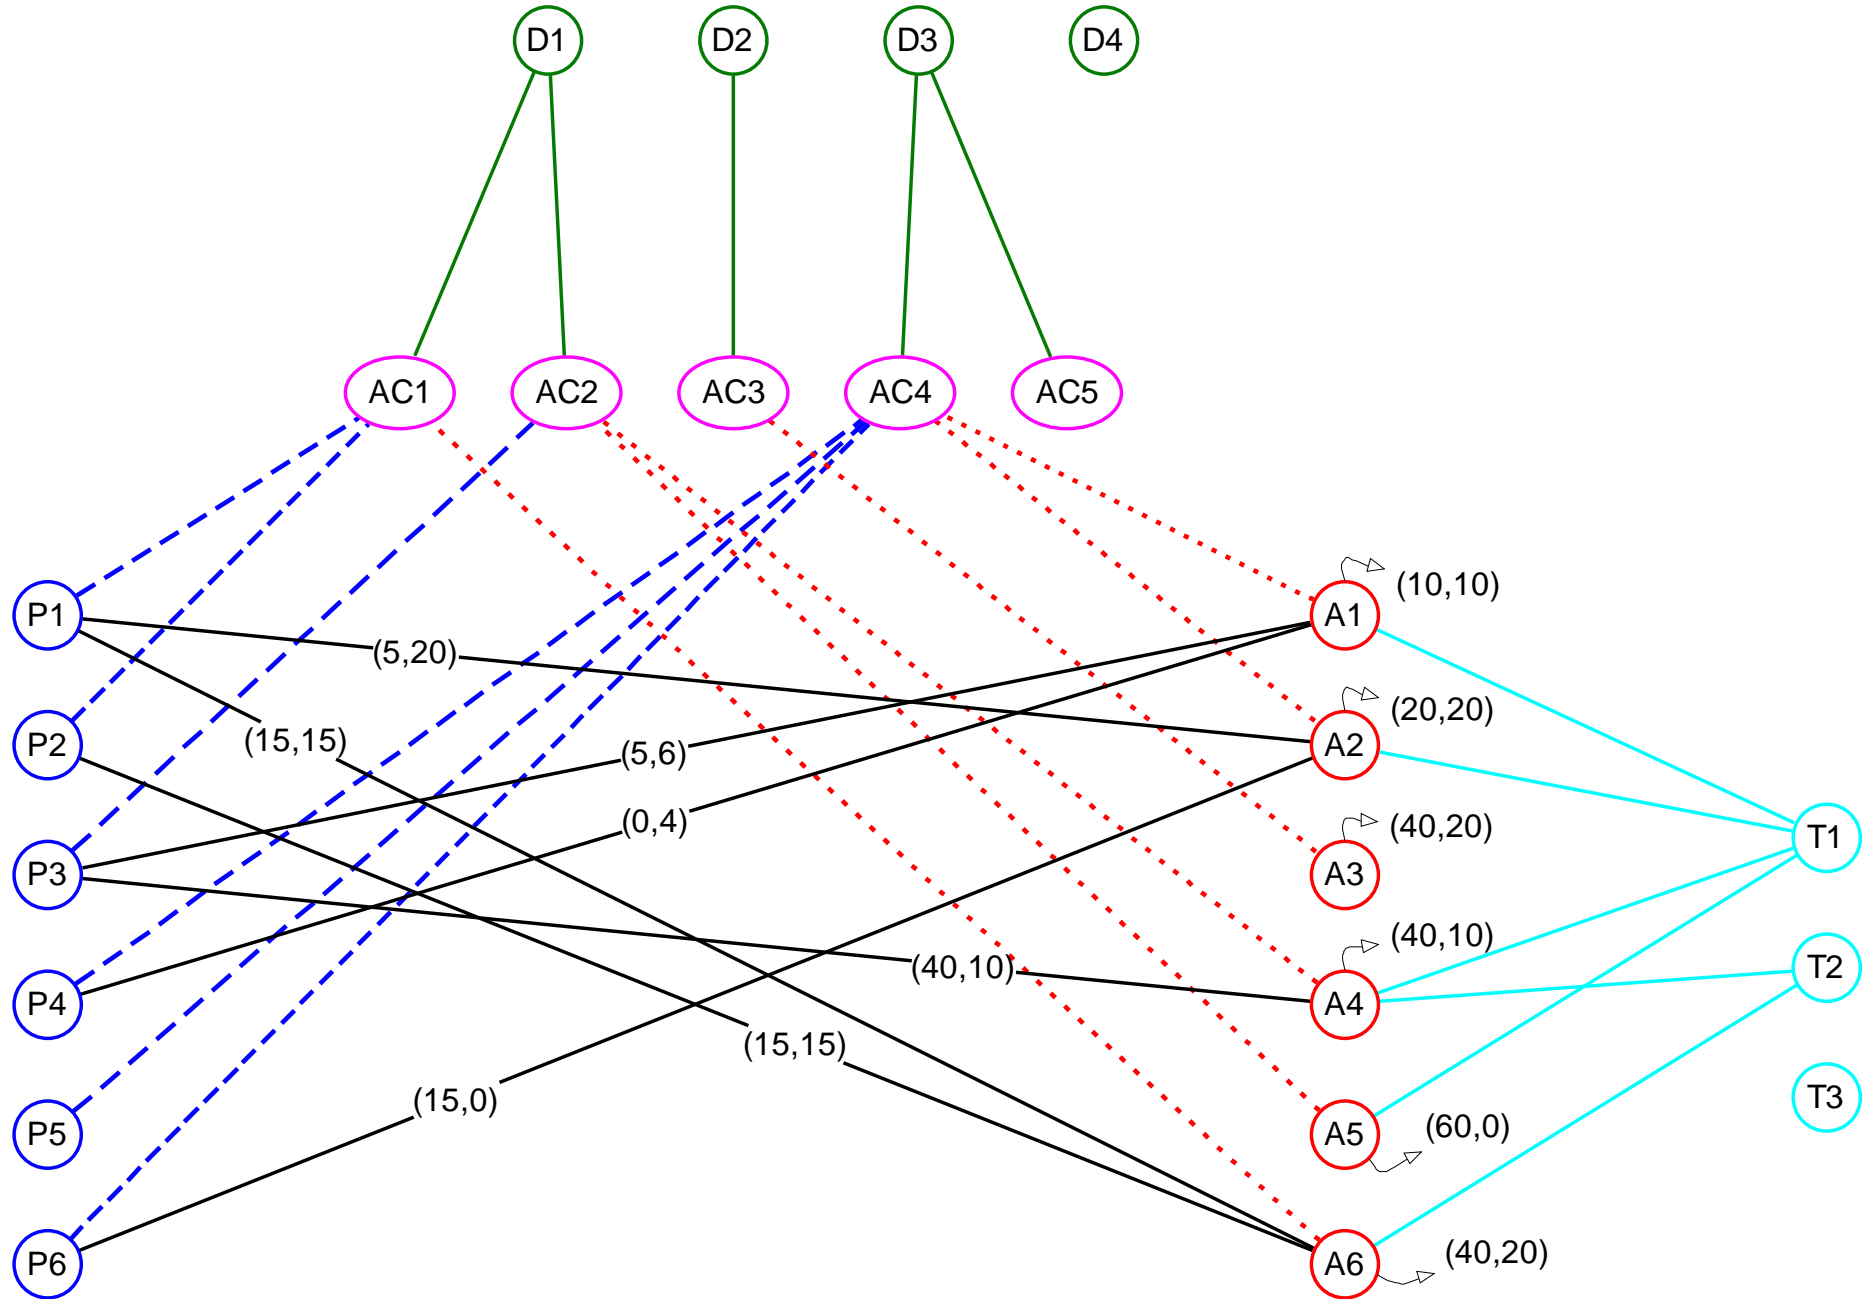 D1 D2 D3 D4
AC1 AC2 AC3 AC4 AC5
(10,10)
P1 A1
(5,20)
(20,20)
(15,15)
P2 A2
(5,6)
(0,4)
(40,20)
T1
P3 A3
(40,10)
(40,10)
T2
P4 A4
(15,15)
T3
(15,0)
(60,0)
P5 A5
(40,20)
P6 A6